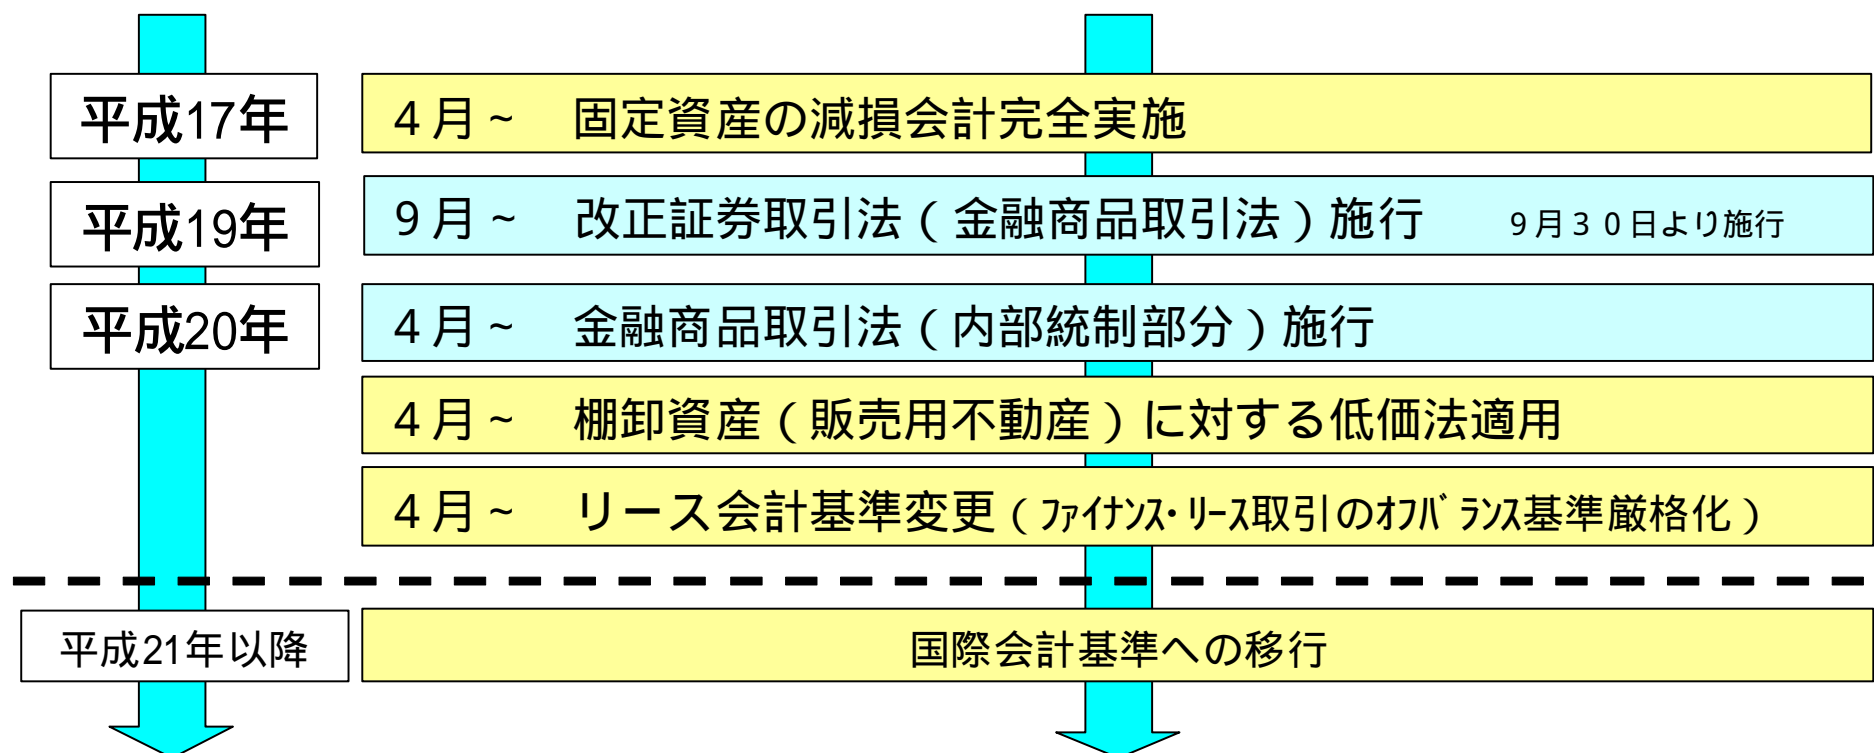 平成17年
４月～　固定資産の減損会計完全実施
平成19年
９月～　改正証券取引法（金融商品取引法）施行　９月３０日より施行
平成20年
４月～　金融商品取引法（内部統制部分）施行
４月～　棚卸資産（販売用不動産）に対する低価法適用
４月～　リース会計基準変更（ﾌｧｲﾅﾝｽ･ﾘｰｽ取引のｵﾌﾊﾞﾗﾝｽ基準厳格化）
平成21年以降
国際会計基準への移行